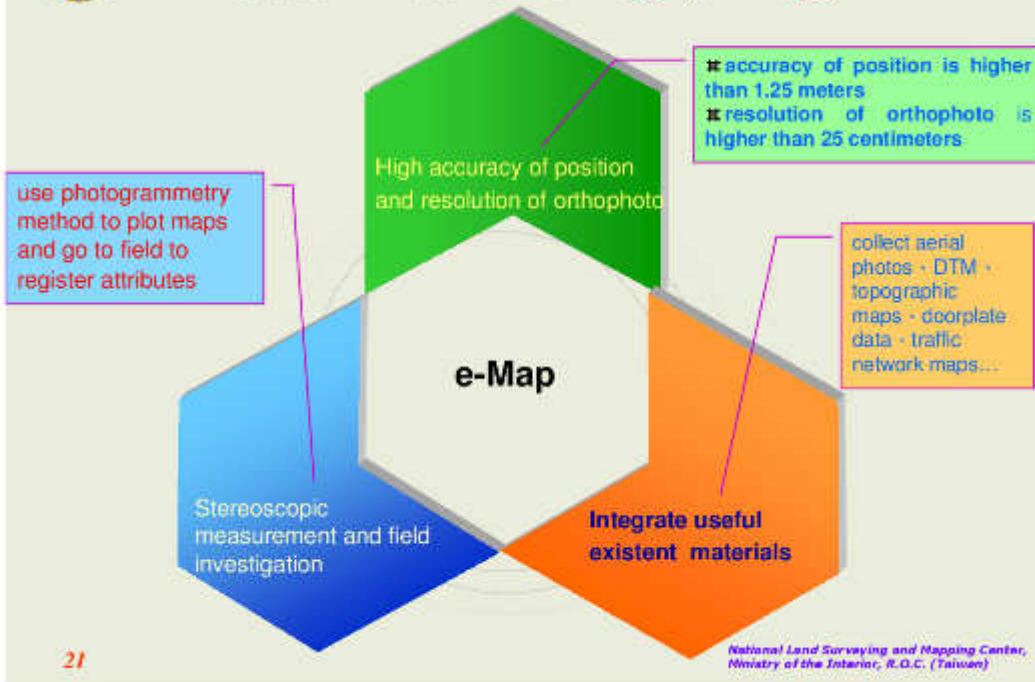 ⌗ accuracy of position is higher
than 1.25 meters
⌗ resolution of orthophoto is
higher than 25 centimeters
High accuracy of position
and resolution of orthophoto
use photogrammetry
method to plot maps
and go to field to
register attributes
collect aerial
photos、DTM、
topographic
maps、doorplate
data、traffic
network maps…
e-Map
Stereoscopic
measurement and field
investigation
Integrate useful
existent materials
21
National Land Surveying and Mapping Center,
Ministry of the Interior, R.O.C. (Taiwan)